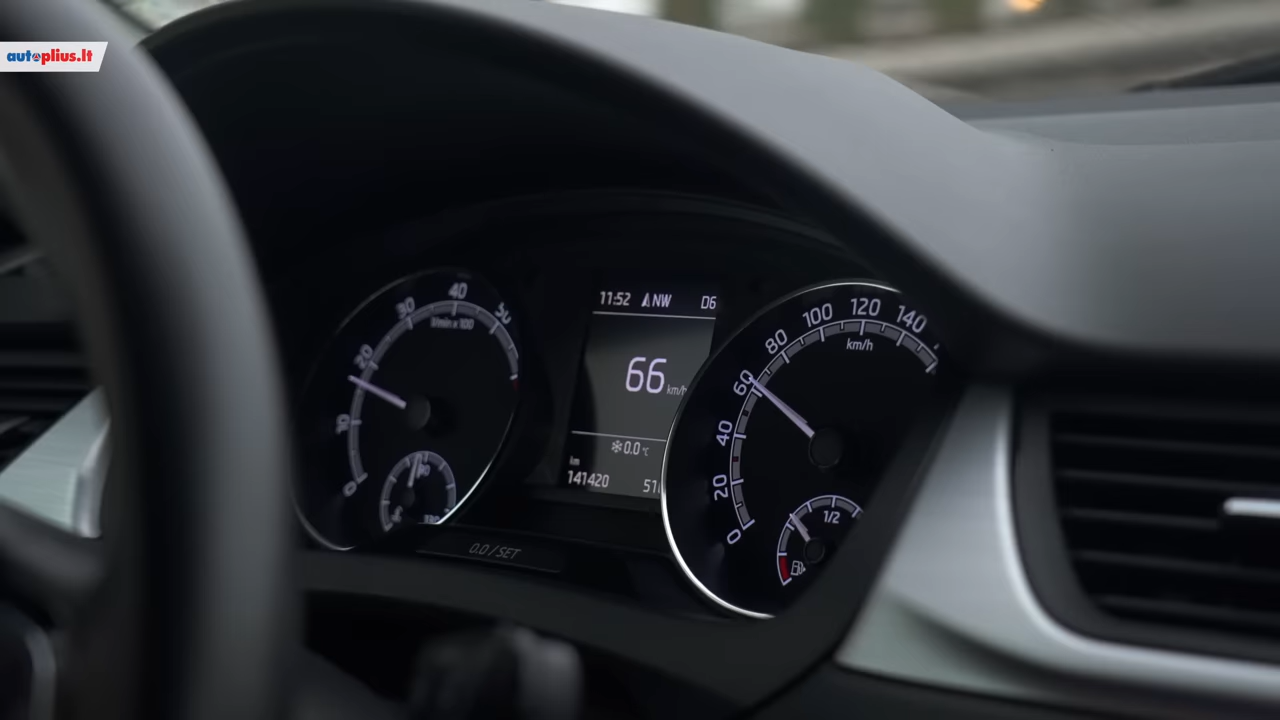 autoplius.lt
11:52 NW D6
66 km/h
0.0 °C
km
141420 51
0 10 20 30 40 50
1/min x 100
90
0 20 40 60 80 100 120 140
km/h
1/2
0.0 / SET